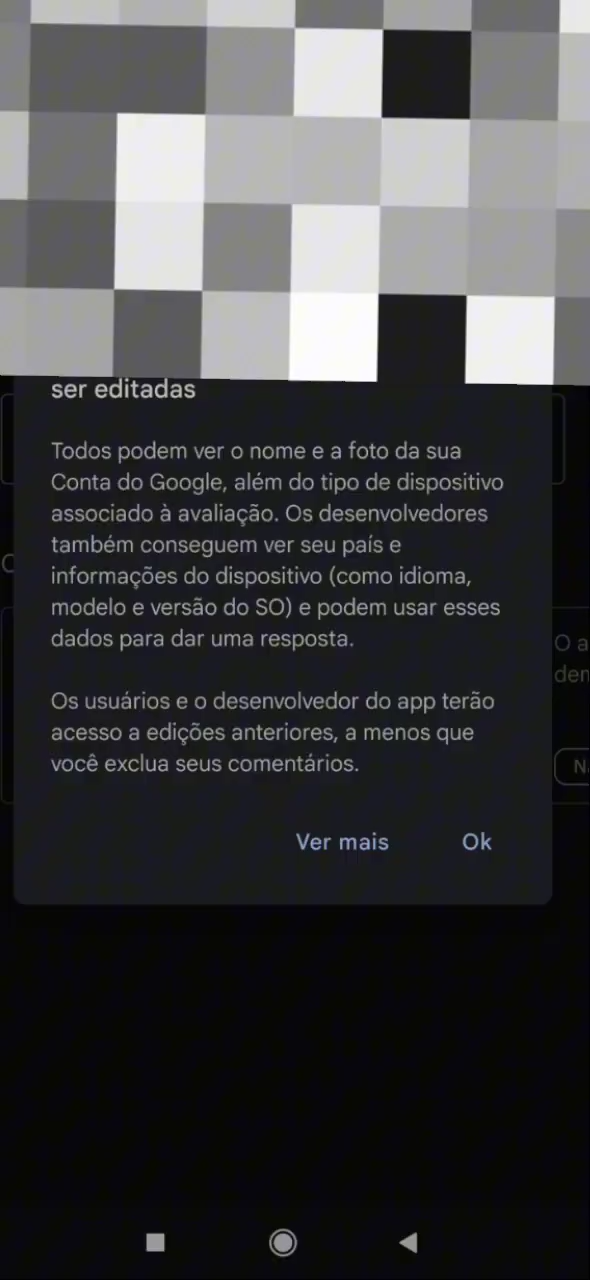 ser editadas
Todos podem ver o nome e a foto da sua
Conta do Google, além do tipo de dispositivo
associado à avaliação. Os desenvolvedores
também conseguem ver seu país e
informações do dispositivo (como idioma,
modelo e versão do SO) e podem usar esses
dados para dar uma resposta.
Os usuários e o desenvolvedor do app terão
acesso a edições anteriores, a menos que
você exclua seus comentários.
Ver mais Ok
O a